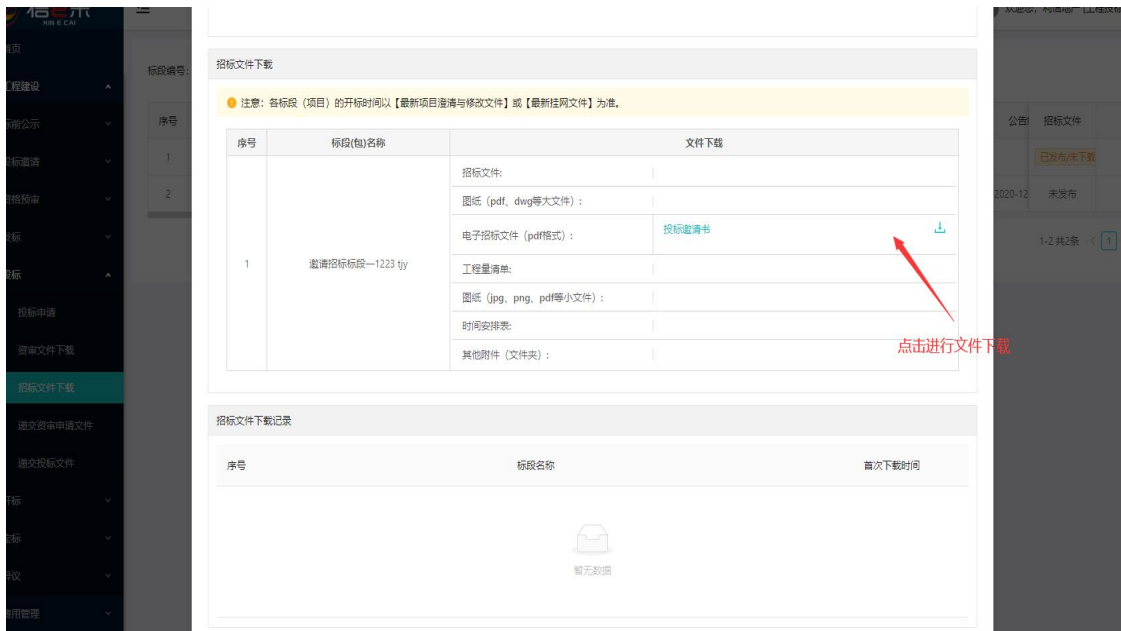 XIN E CAI
欢迎您，
标段编号:
招标文件下载
注意：各标段（项目）的开标时间以【最新项目澄清与修改文件】或【最新挂网文件】为准。
序号 公告 招标文件
序号 标段(包)名称 文件下载
招标文件:
1 已发布/未下载
图纸（pdf、dwg等大文件）:
2 2020-12 未发布
电子招标文件（pdf格式）: 投标邀请书
1-2 共2条 < 1
1 邀请招标标段一1223 tjy
工程量清单:
图纸（jpg、png、pdf等小文件）:
时间安排表:
其他附件（文件夹）:
点击进行文件下载
招标文件下载记录
序号 标段名称 首次下载时间
暂无数据
首页
工程建设
标前公示
投标邀请
资格预审
投标
投标申请
资审文件下载
招标文件下载
递交资审申请文件
递交投标文件
开标
定标
异议
信用管理